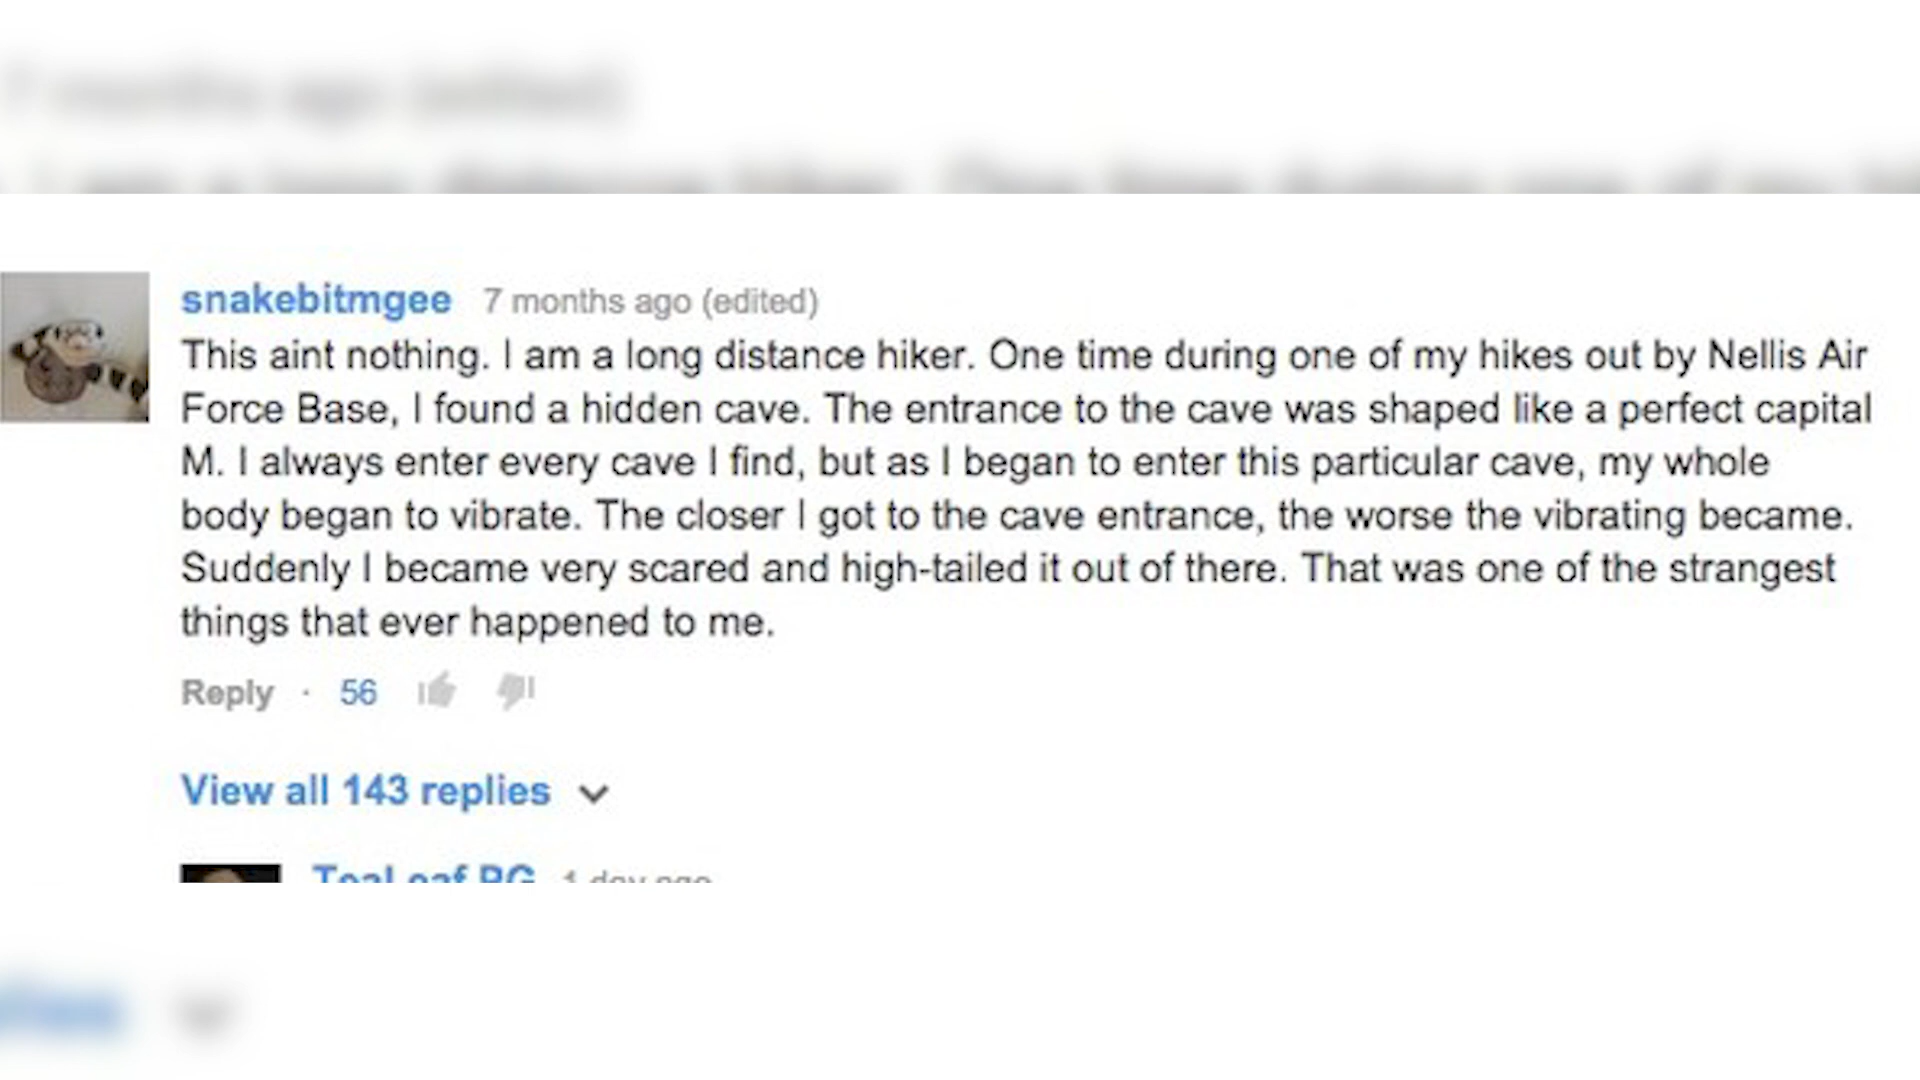 7 months ago (edited)
snakebitmgee 7 months ago (edited)
This aint nothing. I am a long distance hiker. One time during one of my hikes out by Nellis Air
Force Base, I found a hidden cave. The entrance to the cave was shaped like a perfect capital
M. I always enter every cave I find, but as I began to enter this particular cave, my whole
body began to vibrate. The closer I got to the cave entrance, the worse the vibrating became.
Suddenly I became very scared and high-tailed it out of there. That was one of the strangest
things that ever happened to me.
Reply · 56
View all 143 replies
TeaLeaf 1 day ago